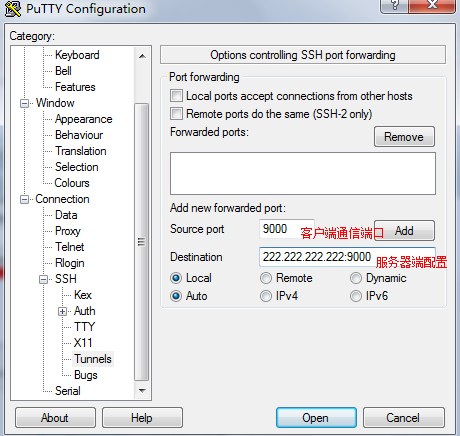 PuTTY Configuration
Category:
Keyboard
Bell
Features
Window
Appearance
Behaviour
Translation
Selection
Colours
Connection
Data
Proxy
Telnet
Rlogin
SSH
Kex
Auth
TTY
X11
Tunnels
Bugs
Serial
Options controlling SSH port forwarding
Port forwarding
Local ports accept connections from other hosts
Remote ports do the same (SSH-2 only)
Forwarded ports:
Remove
Add new forwarded port:
Source port 9000 客户端通信端口 Add
Destination 222.222.222.222:9000 服务器端配置
Local Remote Dynamic
Auto IPv4 IPv6
About Help Open Cancel